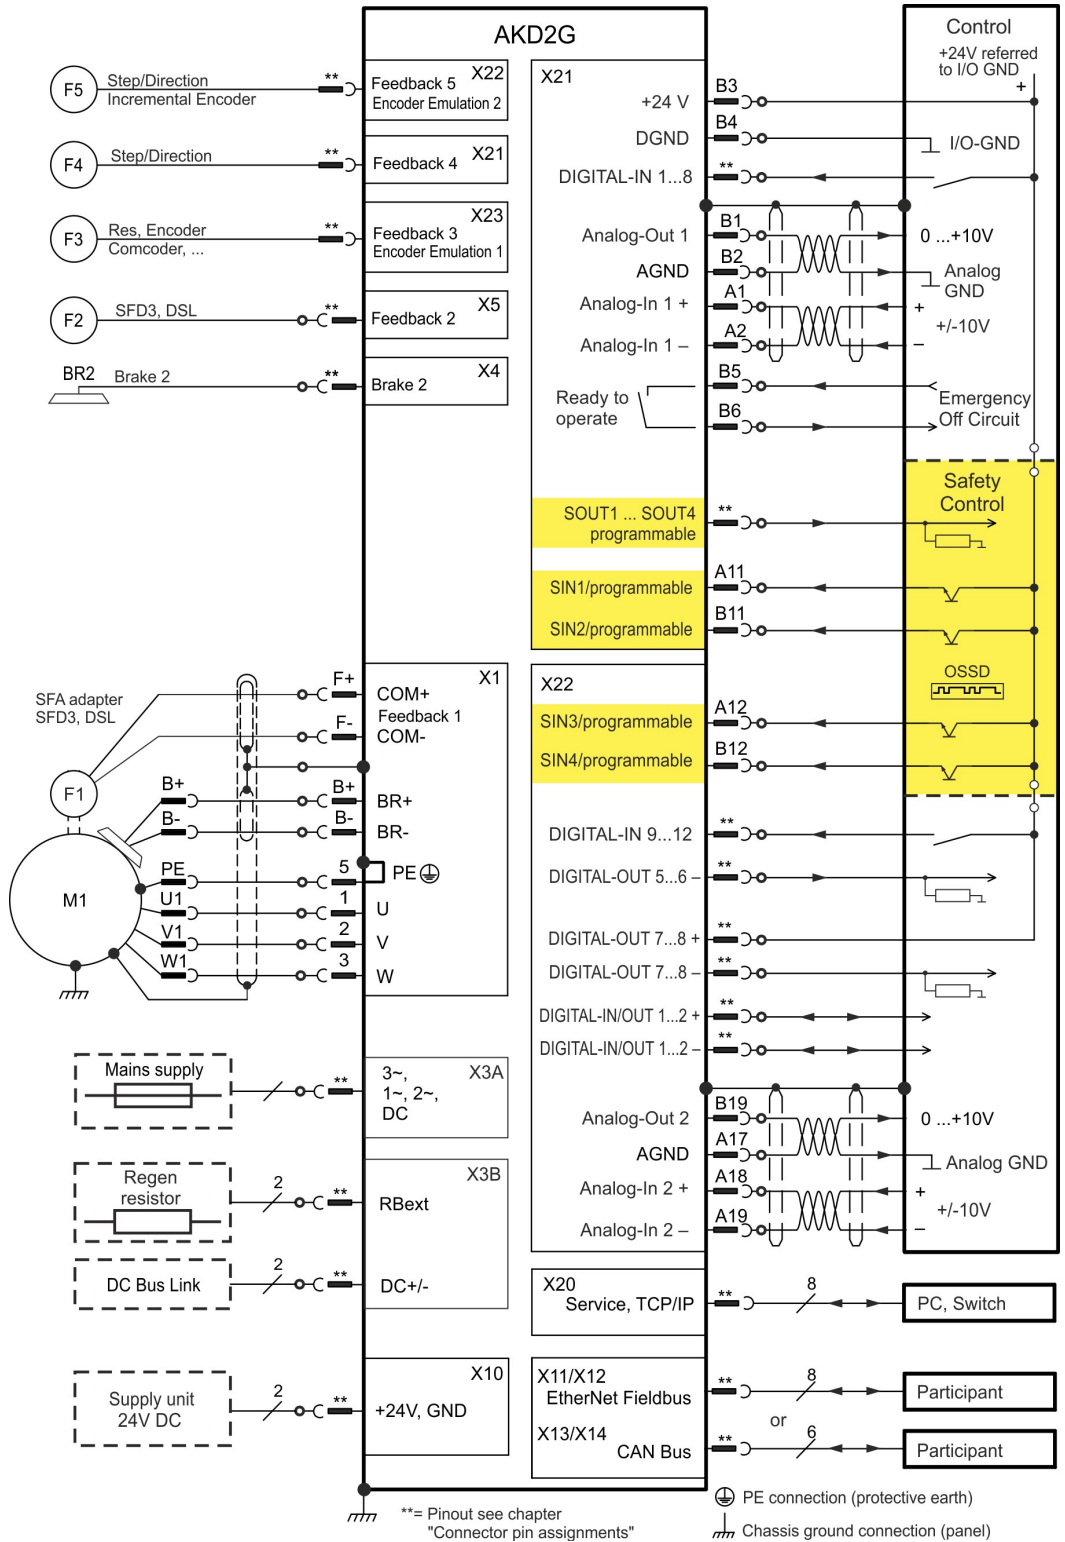 AKD2G
Control
+24V referred
to I/O GND
+
F5
Step/Direction
Incremental Encoder
**
X22
Feedback 5
Encoder Emulation 2
F4
Step/Direction
**
X21
Feedback 4
F3
Res, Encoder
Comcoder, ...
**
X23
Feedback 3
Encoder Emulation 1
F2
SFD3, DSL
**
X5
Feedback 2
BR2
Brake 2
**
X4
Brake 2
X21
+24 V
B3
DGND
B4
I/O-GND
DIGITAL-IN 1...8
**
Analog-Out 1
B1
0 ...+10V
AGND
B2
Analog
GND
Analog-In 1 +
A1
+
+/-10V
Analog-In 1 –
A2
–
Ready to
operate
B5
B6
Emergency
Off Circuit
Safety
Control
SOUT1 ... SOUT4
programmable
**
SIN1/programmable
A11
SIN2/programmable
B11
OSSD
X22
SIN3/programmable
A12
SIN4/programmable
B12
DIGITAL-IN 9...12
**
DIGITAL-OUT 5...6 –
**
DIGITAL-OUT 7...8 +
**
DIGITAL-OUT 7...8 –
**
DIGITAL-IN/OUT 1...2 +
**
DIGITAL-IN/OUT 1...2 –
**
Analog-Out 2
B19
0 ...+10V
AGND
A17
Analog GND
Analog-In 2 +
A18
+
+/-10V
Analog-In 2 –
A19
–
SFA adapter
SFD3, DSL
F1
M1
F+
X1
COM+
Feedback 1
F-
COM-
B+
B+
BR+
B-
B-
BR-
PE
5
PE
U1
1
U
V1
2
V
W1
3
W
Mains supply
**
3~,
1~, 2~,
DC
X3A
Regen
resistor
2
**
X3B
RBext
DC Bus Link
2
**
DC+/-
Supply unit
24V DC
2
**
X10
+24V, GND
X20
Service, TCP/IP
**
8
PC, Switch
X11/X12
EtherNet Fieldbus
**
8
Participant
or
X13/X14
CAN Bus
**
6
Participant
**= Pinout see chapter
"Connector pin assignments"
PE connection (protective earth)
Chassis ground connection (panel)